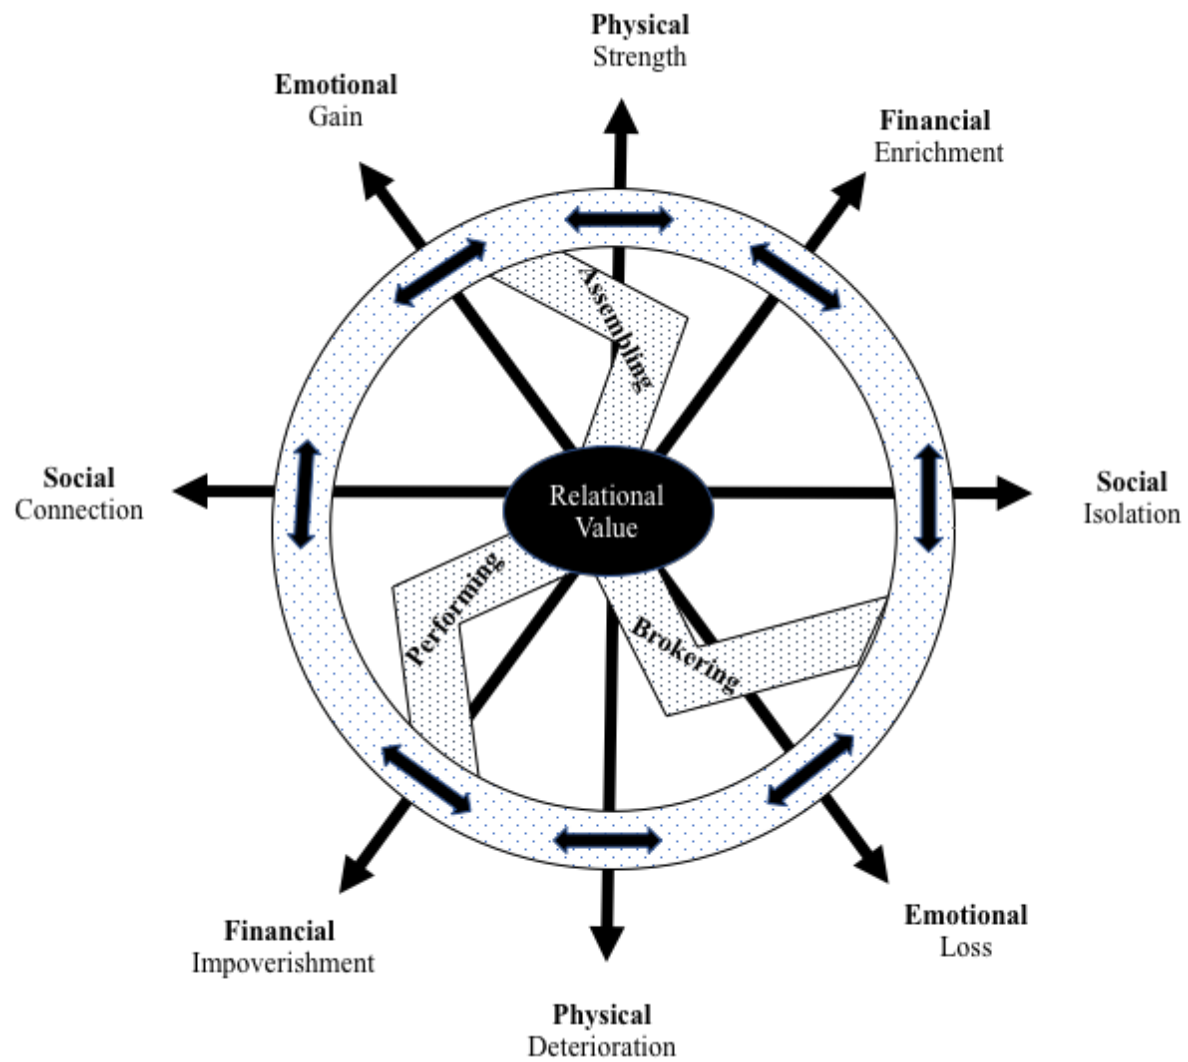 Physical
Strength
Emotional
Gain
Financial
Enrichment
Assembling
Social
Connection
Relational
Value
Social
Isolation
Performing
Brokering
Financial
Impoverishment
Emotional
Loss
Physical
Deterioration